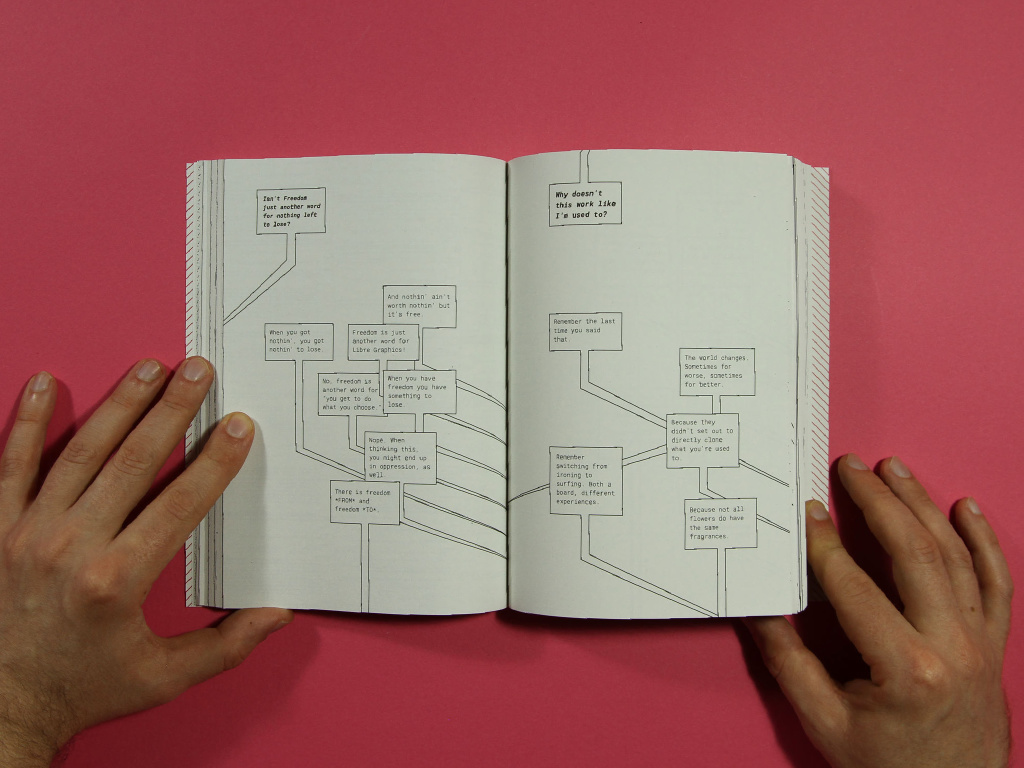 Isn't Freedom
just another word
for nothing left
to lose?
And nothin' ain't
worth nothin' but
it's free.
When you got
nothin', you got
nothin' to lose.
Freedom is just
another word for
Libre Graphics!
No, freedom is
another word for
'you get to do
what you choose.'
When you have
freedom you have
something to
lose.
Nope. When
thinking this,
you might end up
in oppression, as
well.
There is freedom
*FROM* and
freedom *TO*.
Why doesn't
this work like
I'm used to?
Remember the last
time you said
that.
The world changes.
Sometimes for
worse, sometimes
for better.
Because they
didn't set out to
directly clone
what you're used
to.
Remember
switching from
ironing to
surfing. Both a
board, different
experiences.
Because not all
flowers do have
the same
fragrances.